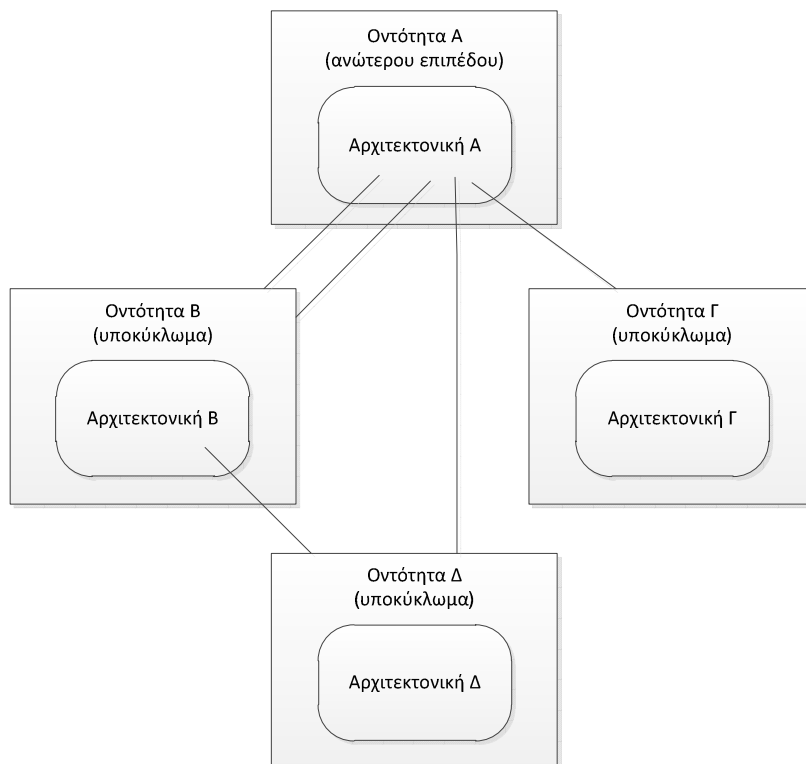 Οντότητα Α
(ανώτερου επιπέδου)
Αρχιτεκτονική Α
Οντότητα Β
(υποκύκλωμα)
Αρχιτεκτονική Β
Οντότητα Γ
(υποκύκλωμα)
Αρχιτεκτονική Γ
Οντότητα Δ
(υποκύκλωμα)
Αρχιτεκτονική Δ